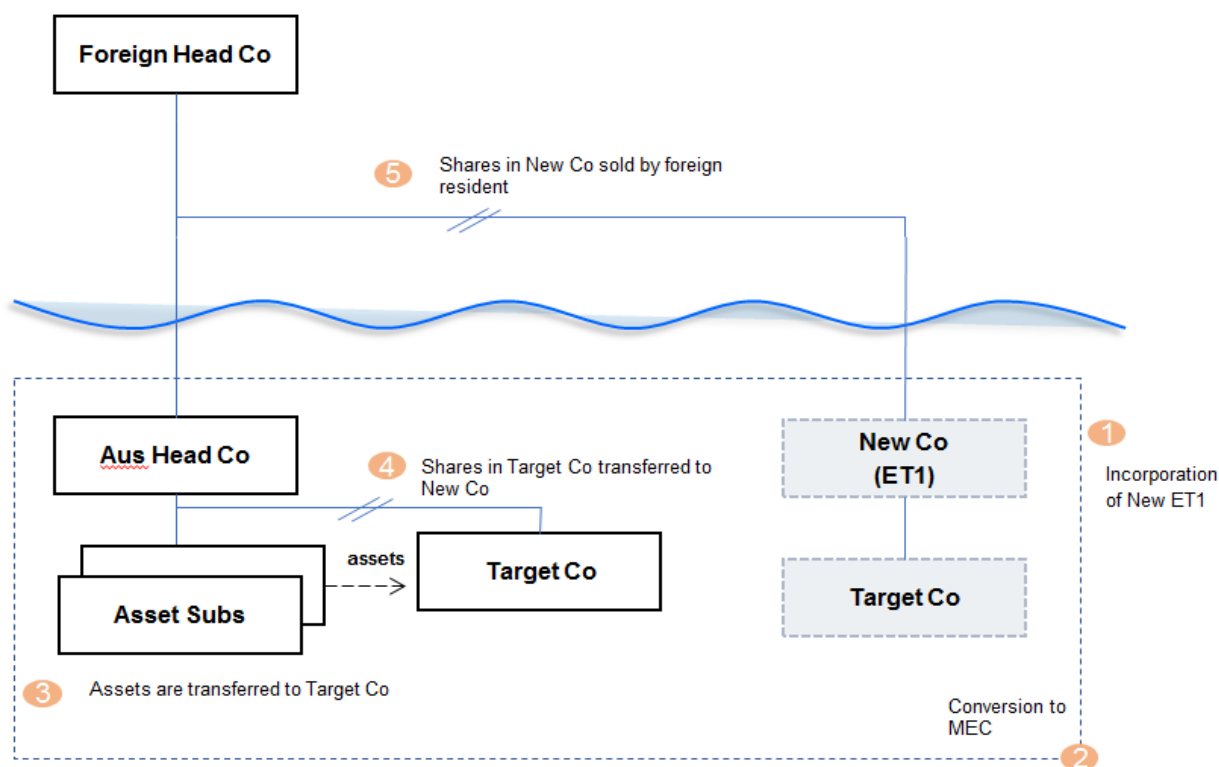 Foreign Head Co
5
Shares in New Co sold by foreign
resident
Aus Head Co
4
Shares in Target Co transferred to
New Co
New Co
(ET1)
1
Incorporation
of New ET1
assets
Target Co
Asset Subs
Target Co
3
Assets are transferred to Target Co
Conversion to
MEC
2